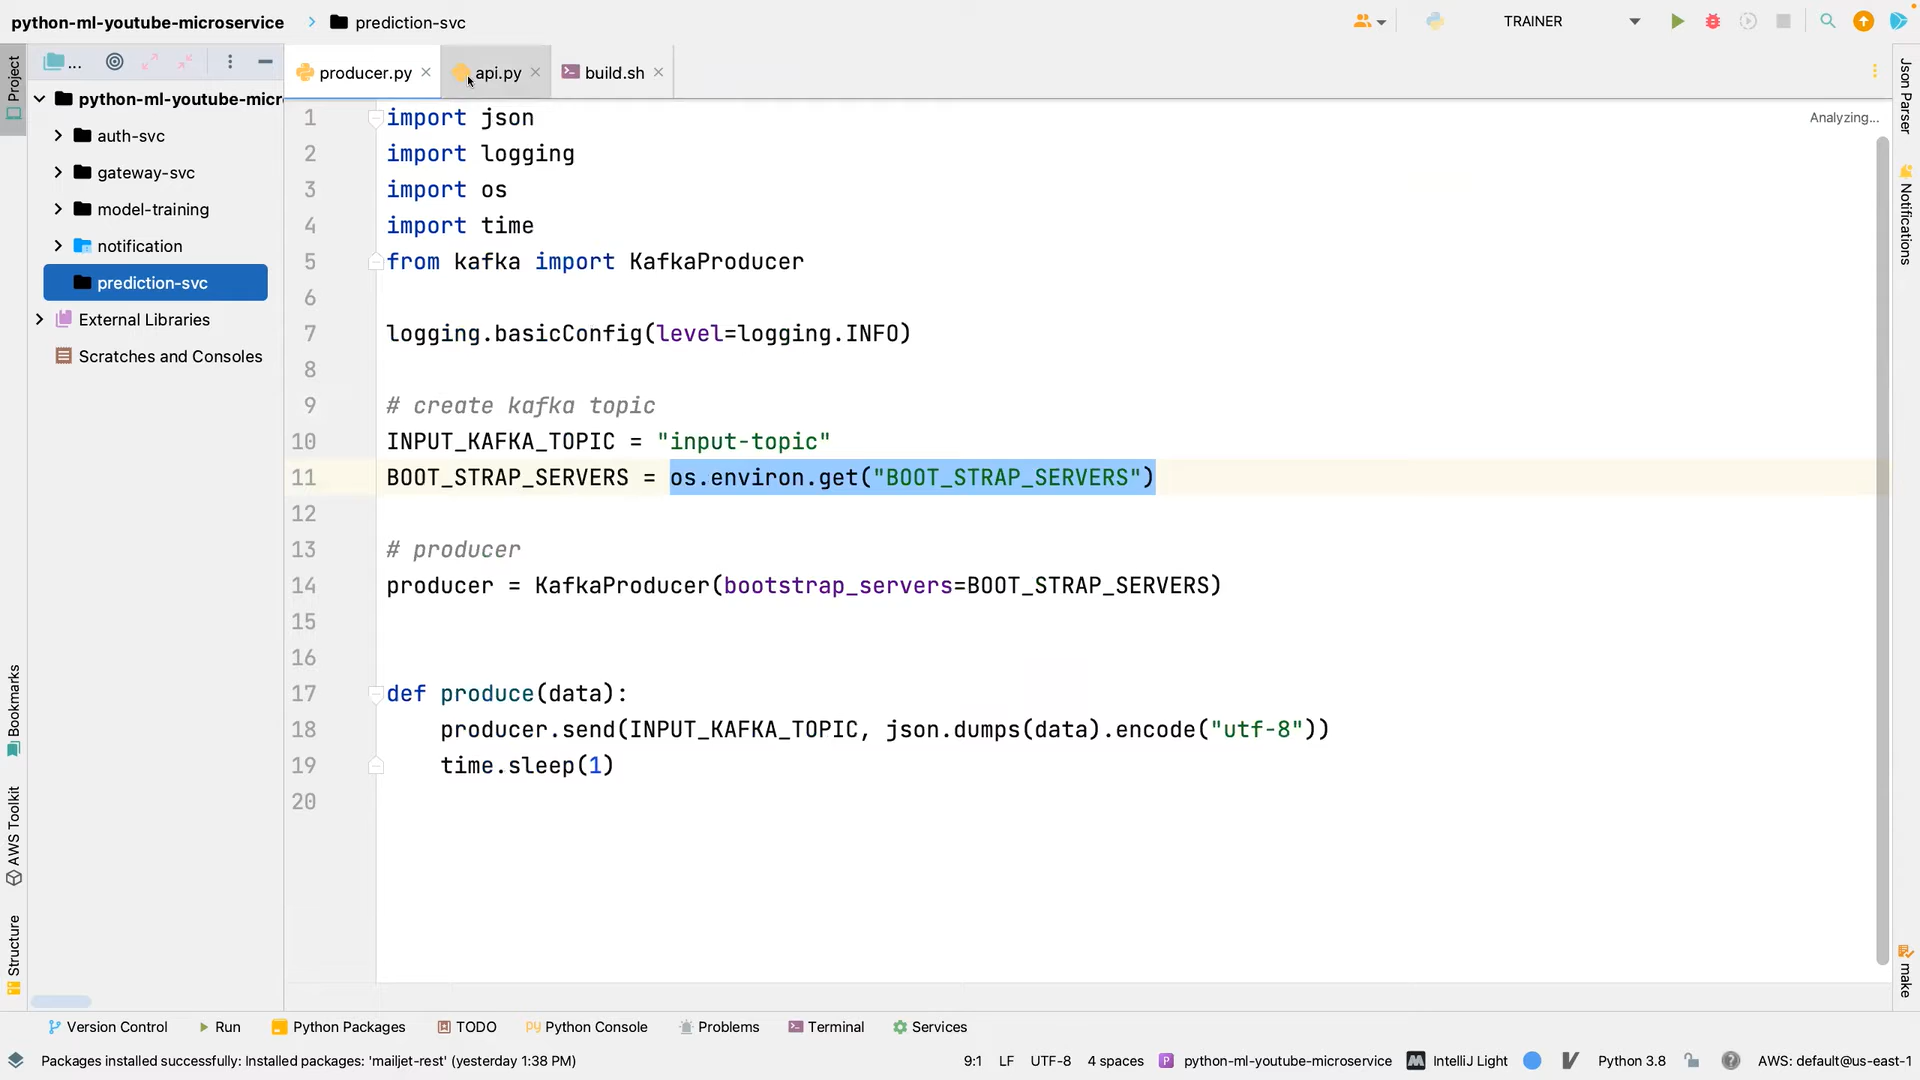 python-ml-youtube-microservice
prediction-svc
TRAINER
Project
...
producer.py
api.py
build.sh
Json Parser
python-ml-youtube-micr
auth-svc
gateway-svc
model-training
notification
prediction-svc
External Libraries
Scratches and Consoles
Analyzing...
Notifications
1 import json
2 import logging
3 import os
4 import time
5 from kafka import KafkaProducer
6
7 logging.basicConfig(level=logging.INFO)
8
9 # create kafka topic
10 INPUT_KAFKA_TOPIC = "input-topic"
11 BOOT_STRAP_SERVERS = os.environ.get("BOOT_STRAP_SERVERS")
12
13 # producer
14 producer = KafkaProducer(bootstrap_servers=BOOT_STRAP_SERVERS)
15
16
17 def produce(data):
18     producer.send(INPUT_KAFKA_TOPIC, json.dumps(data).encode("utf-8"))
19     time.sleep(1)
20
Bookmarks
AWS Toolkit
Structure
make
Version Control
Run
Python Packages
TODO
Python Console
Problems
Terminal
Services
Packages installed successfully: Installed packages: 'mailjet-rest' (yesterday 1:38 PM)
9:1
LF
UTF-8
4 spaces
python-ml-youtube-microservice
IntelliJ Light
Python 3.8
AWS: default@us-east-1